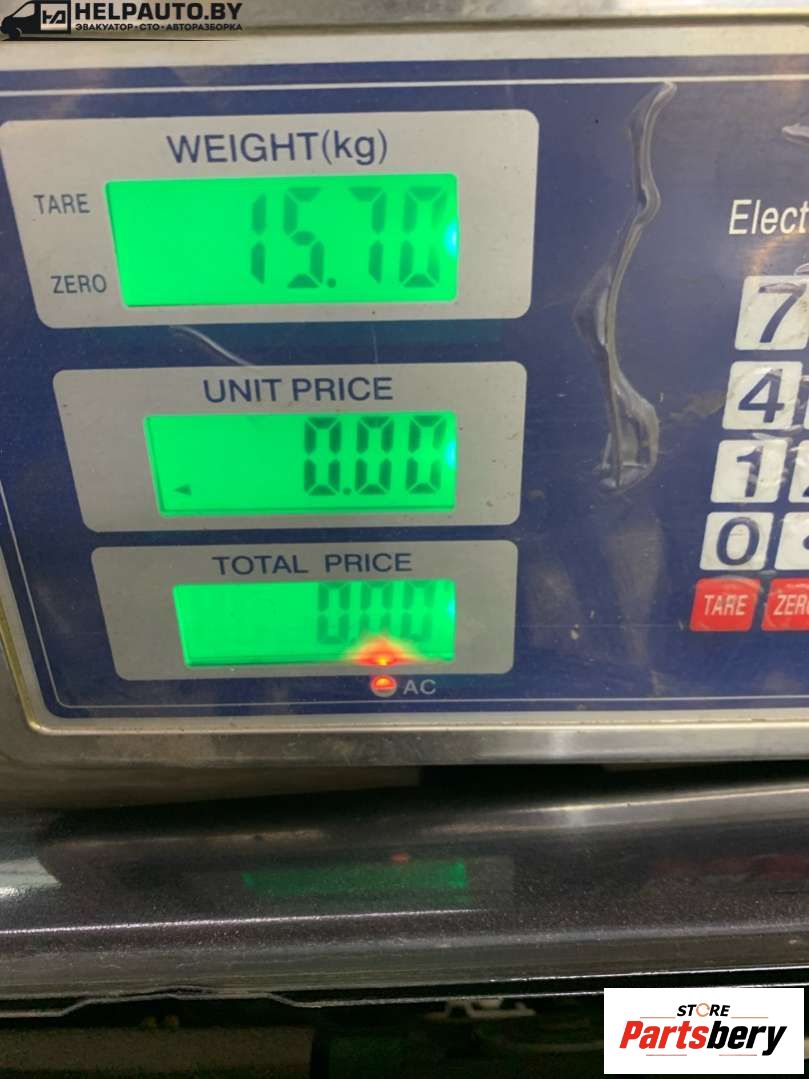 HELPAUTO.BY
ЭВАКУАТОР•СТО•АВТОРАЗБОРКА
WEIGHT(kg)
TARE
15.70
ZERO
Elect
7
UNIT PRICE
4
0.00
1
0
TOTAL PRICE
0.00
TARE
ZER
AC
STORE
Partsbery